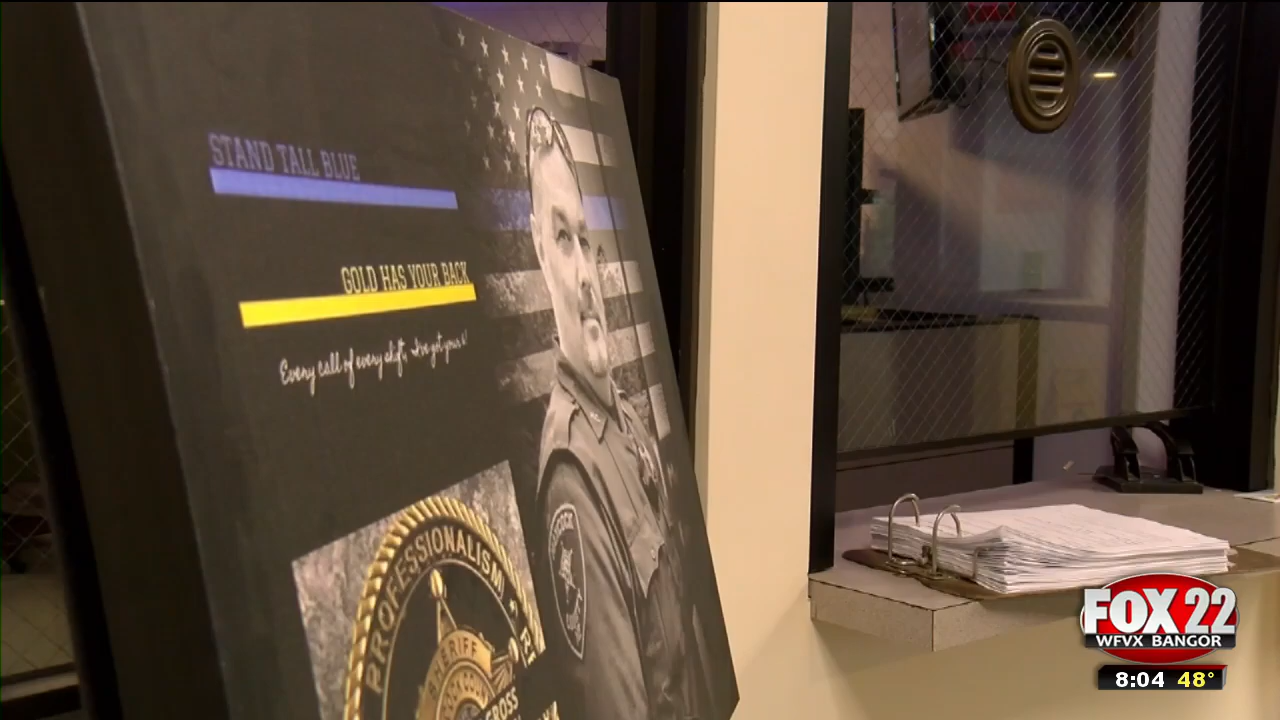 STAND TALL BLUE
GOLD HAS YOUR BACK
Every call of every shift, I've got your 6!
PROFESSIONALISM
SHERIFF
CROSS
FOX 22
WFVX BANGOR
8:04 48°